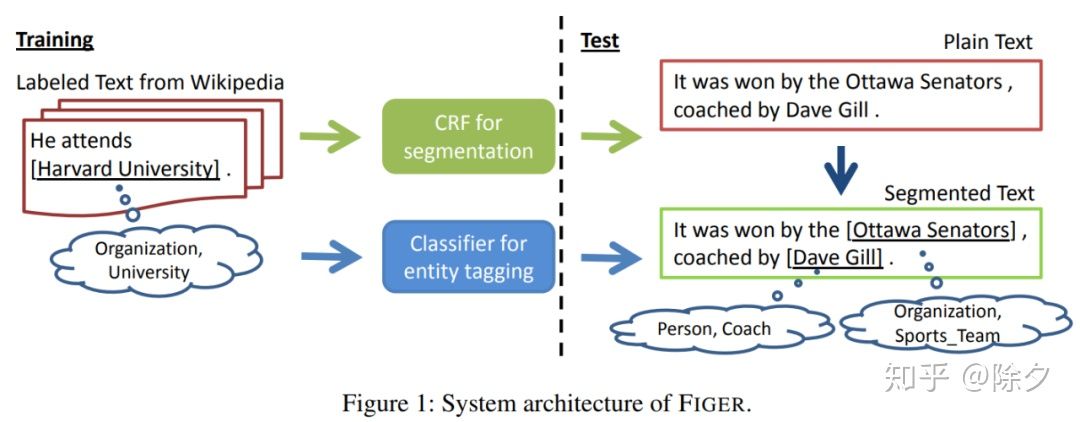 Training
Labeled Text from Wikipedia
He attends
[Harvard University] .
Organization,
University
CRF for
segmentation
Classifier for
entity tagging
Test
Plain Text
It was won by the Ottawa Senators ,
coached by Dave Gill .
Segmented Text
It was won by the [Ottawa Senators] ,
coached by [Dave Gill] .
Person, Coach
Organization,
Sports_Team
知乎 @除夕
Figure 1: System architecture of FIGER.